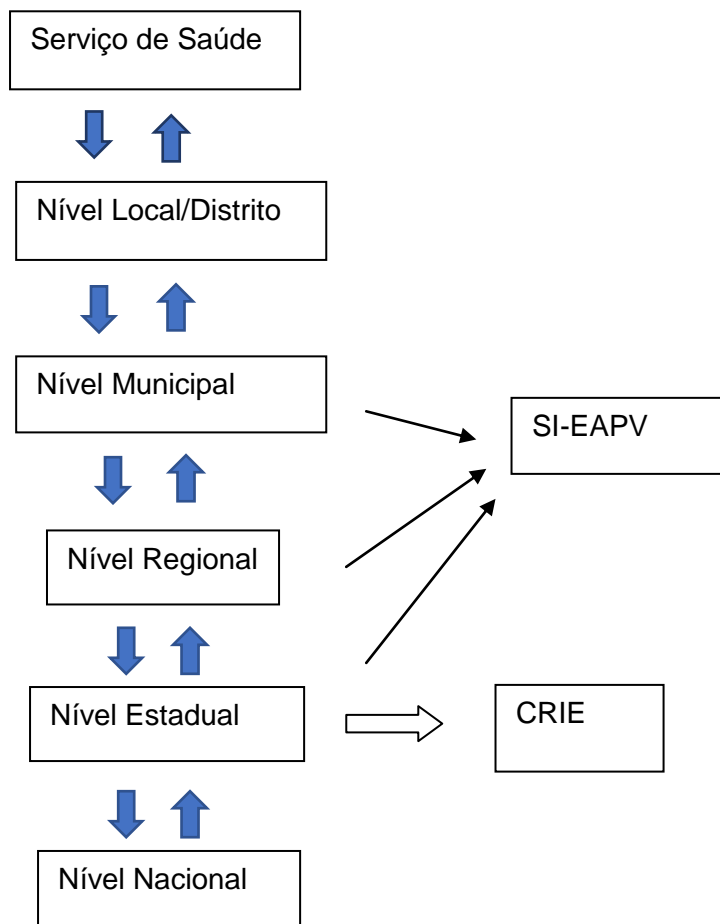 Serviço de Saúde
Nível Local/Distrito
Nível Municipal
SI-EAPV
Nível Regional
Nível Estadual
CRIE
Nível Nacional